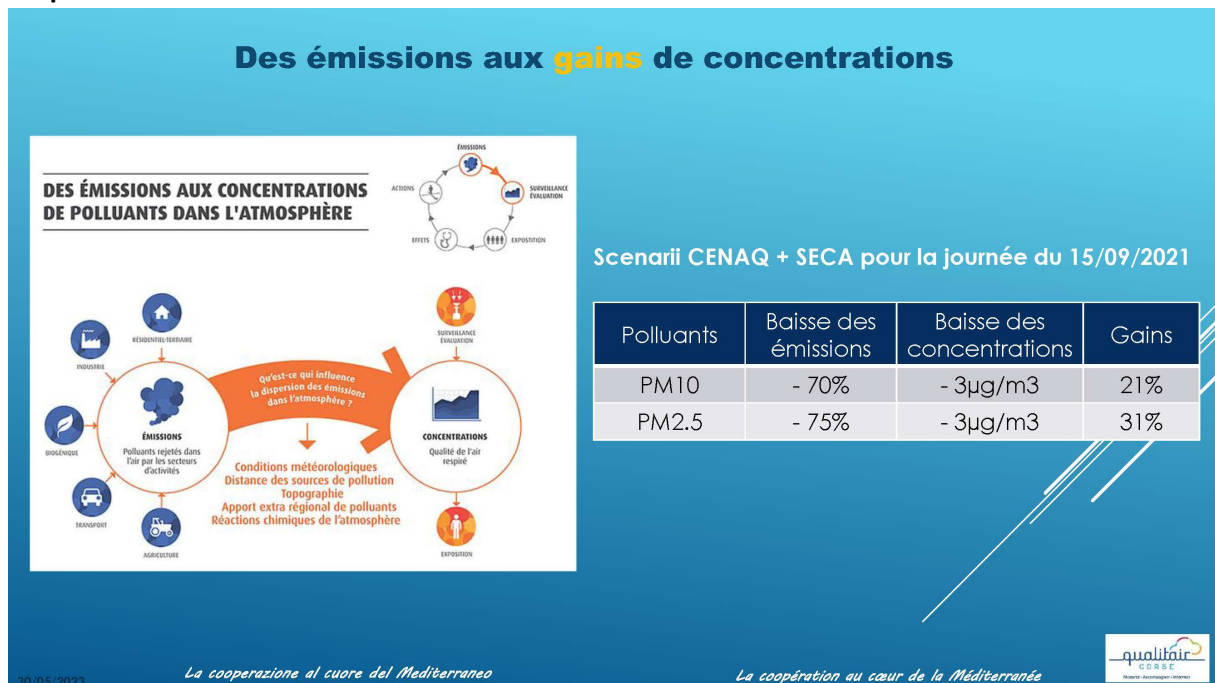 Des émissions aux gains de concentrations
DES ÉMISSIONS AUX CONCENTRATIONS
DE POLLUANTS DANS L'ATMOSPHÈRE
ÉMISSIONS
SURVEILLANCE
ÉVALUATION
EXPOSITION
EFFETS
ACTIONS
RÉSIDENTIEL-TERTIAIRE
INDUSTRIE
BIOGÉNIQUE
TRANSPORT
AGRICULTURE
ÉMISSIONS
Polluants rejetés dans
l'air par les secteurs
d'activités
Qu'est-ce qui influence
la dispersion des émissions
dans l'atmosphère ?
Conditions météorologiques
Distance des sources de pollution
Topographie
Apport extra régional de polluants
Réactions chimiques de l'atmosphère
SURVEILLANCE
ÉVALUATION
CONCENTRATIONS
Qualité de l'air
respiré
EXPOSITION
Scenarii CENAQ + SECA pour la journée du 15/09/2021
Polluants
Baisse des
émissions
Baisse des
concentrations
Gains
PM10
- 70%
- 3µg/m3
21%
PM2.5
- 75%
- 3µg/m3
31%
30/05/2023
La cooperazione al cuore del Mediterraneo
La coopération au cœur de la Méditerranée
qualitair
CORSE
Mesurer - Accompagner - Informer